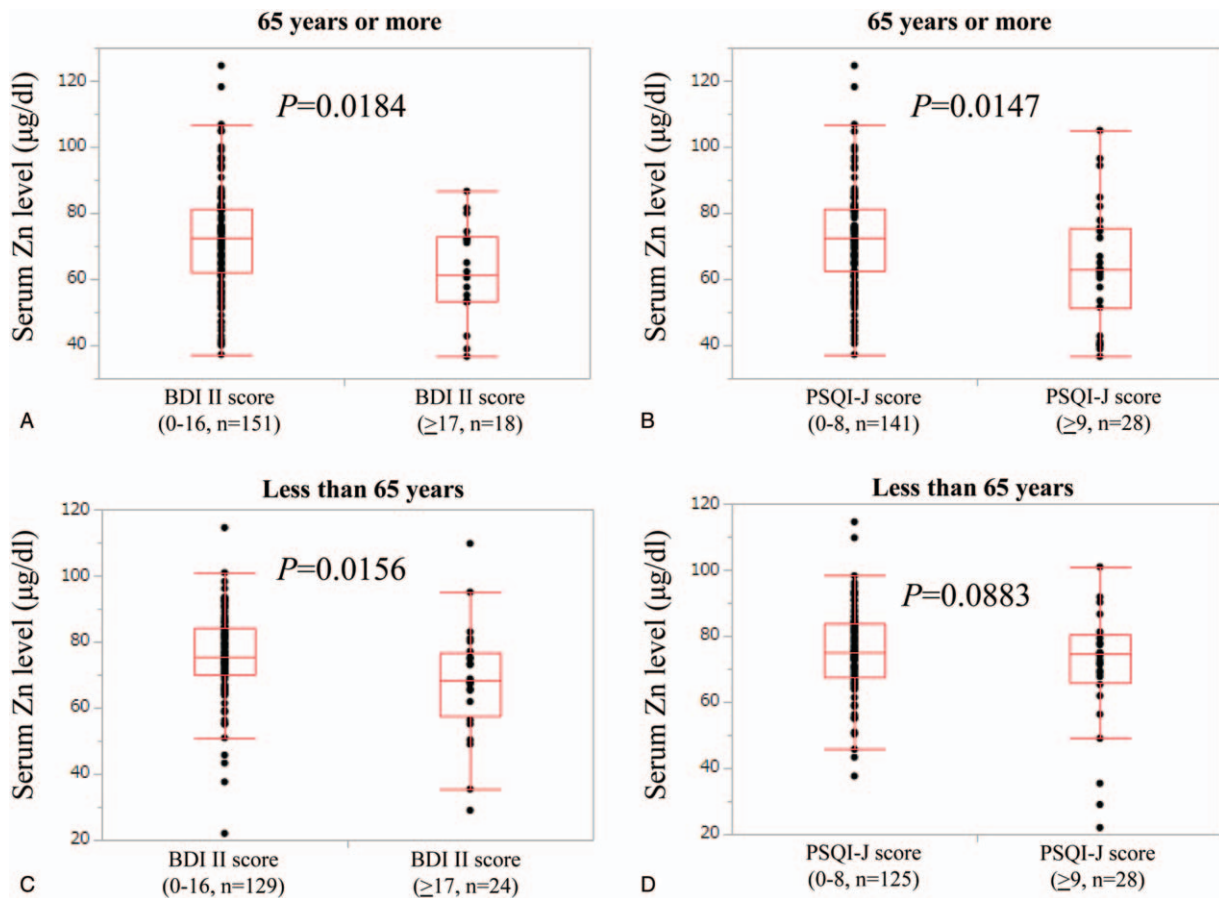 65 years or more
Serum Zn level (µg/dl)
120
100
80
60
40
P=0.0184
BDI II score
(0-16, n=151)
BDI II score
(≥17, n=18)
A
65 years or more
Serum Zn level (µg/dl)
120
100
80
60
40
P=0.0147
PSQI-J score
(0-8, n=141)
PSQI-J score
(≥9, n=28)
B
Less than 65 years
Serum Zn level (µg/dl)
120
100
80
60
40
20
P=0.0156
BDI II score
(0-16, n=129)
BDI II score
(≥17, n=24)
C
Less than 65 years
Serum Zn level (µg/dl)
120
100
80
60
40
20
P=0.0883
PSQI-J score
(0-8, n=125)
PSQI-J score
(≥9, n=28)
D